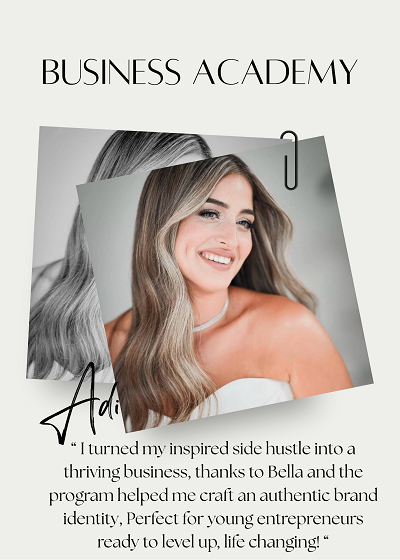 BUSINESS ACADEMY
Adi
“ I turned my inspired side hustle into a
thriving business, thanks to Bella and the
program helped me craft an authentic brand
identity, Perfect for young entrepreneurs
ready to level up, life changing! “